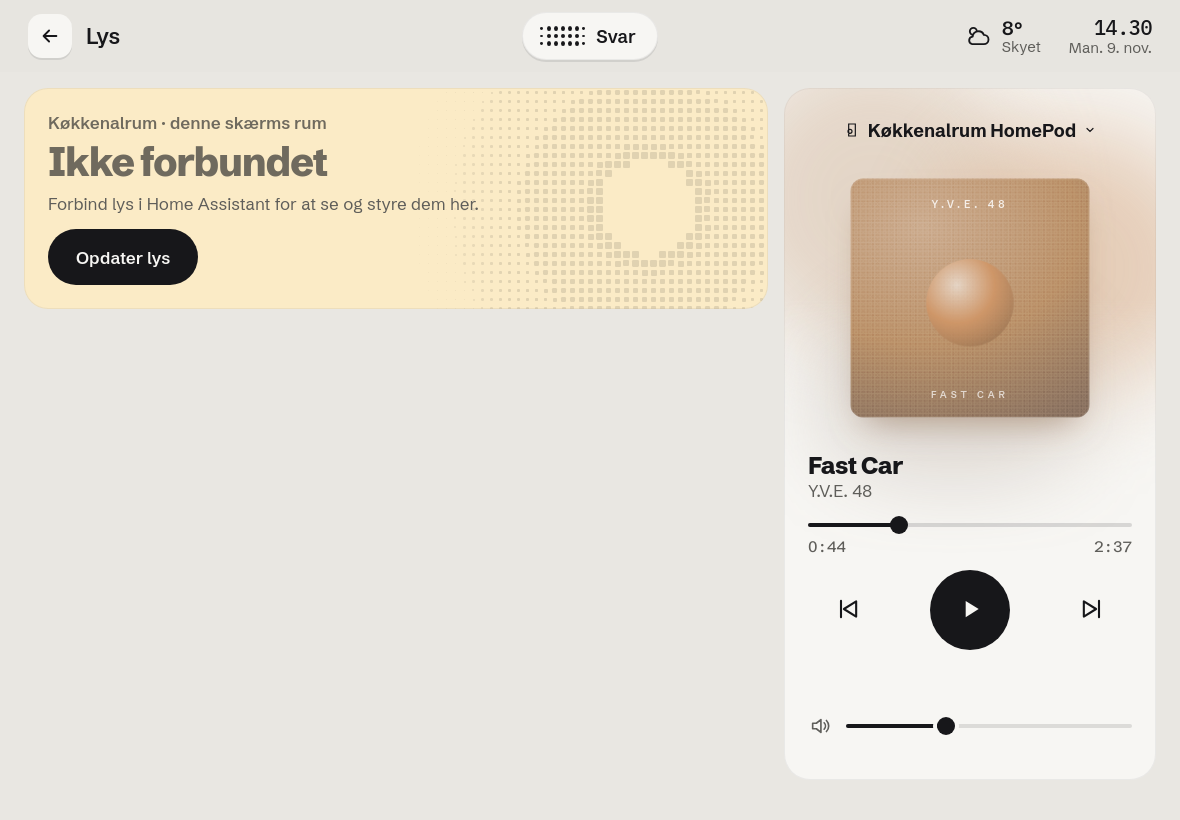 Lys
Svar
8°
Skyet
14.30
Man. 9. nov.
Køkkenalrum · denne skærms rum
Ikke forbundet
Forbind lys i Home Assistant for at se og styre dem her.
Opdater lys
Køkkenalrum HomePod
Y.V.E. 48
FAST CAR
Fast Car
Y.V.E. 48
0:44
2:37